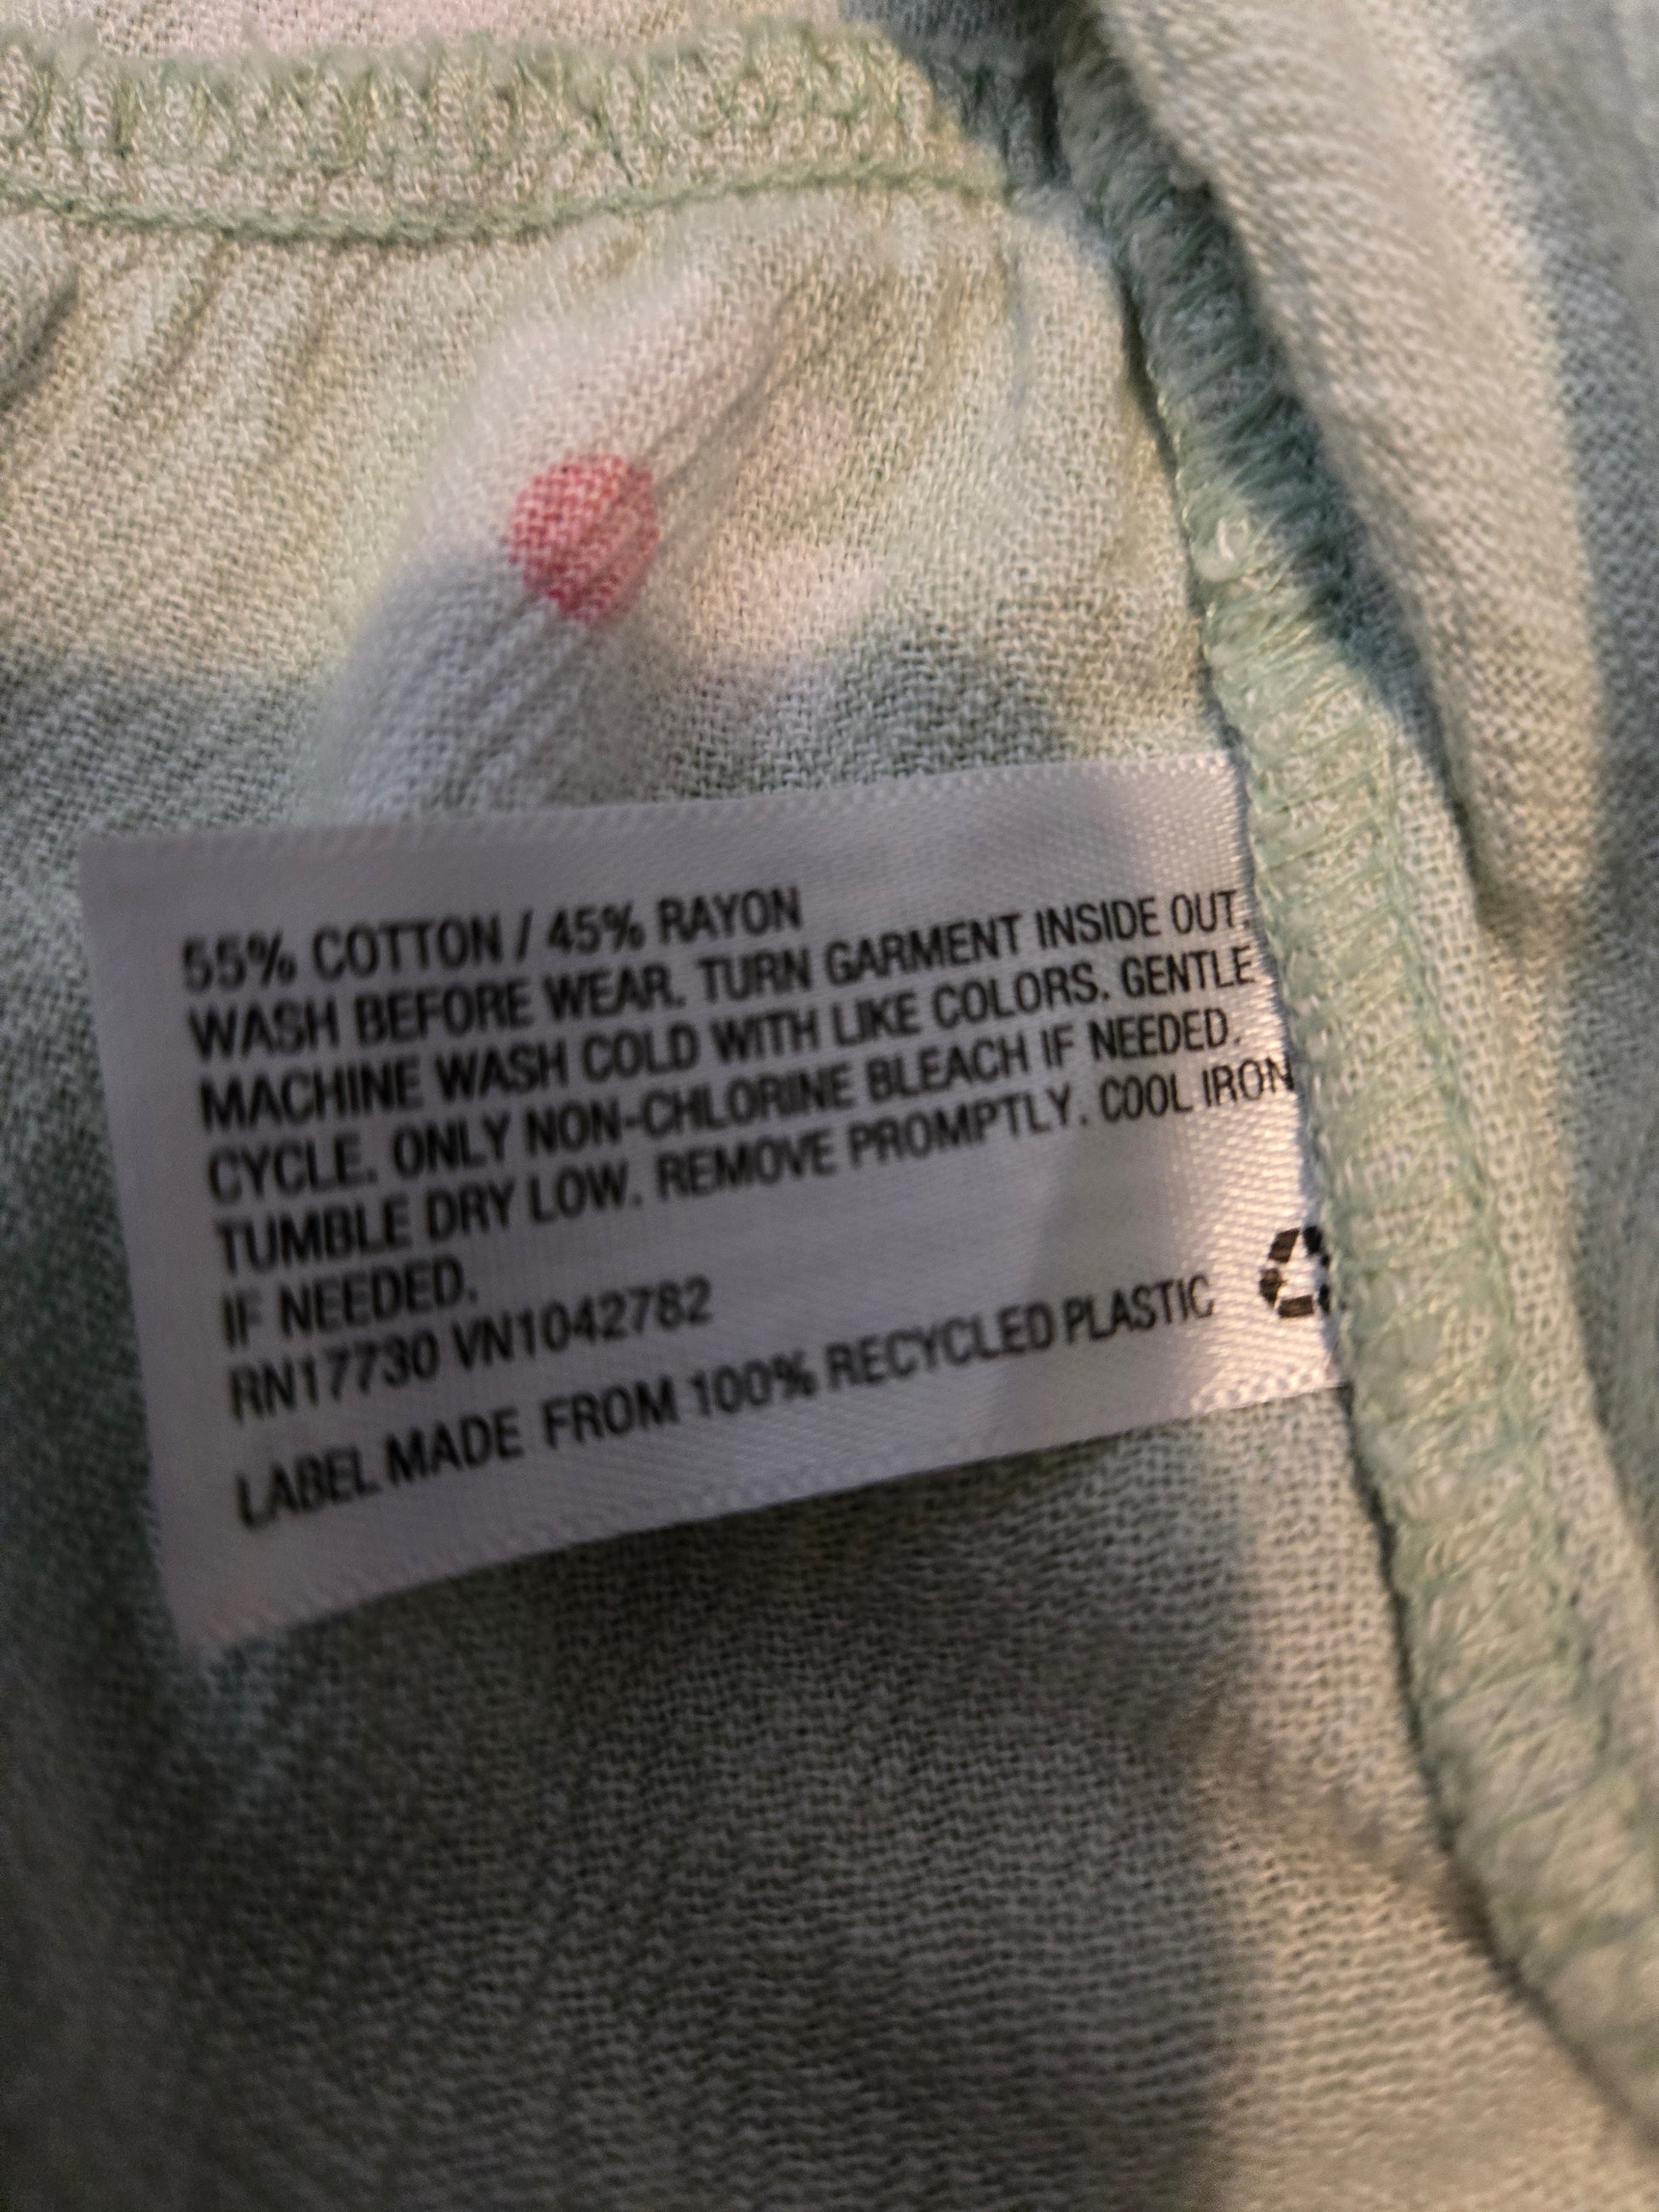 55% COTTON / 45% RAYON
WASH BEFORE WEAR. TURN GARMENT INSIDE OUT.
MACHINE WASH COLD WITH LIKE COLORS. GENTLE
CYCLE. ONLY NON-CHLORINE BLEACH IF NEEDED.
TUMBLE DRY LOW. REMOVE PROMPTLY. COOL IRON
IF NEEDED.
RN17730 VN1042782
LABEL MADE FROM 100% RECYCLED PLASTIC